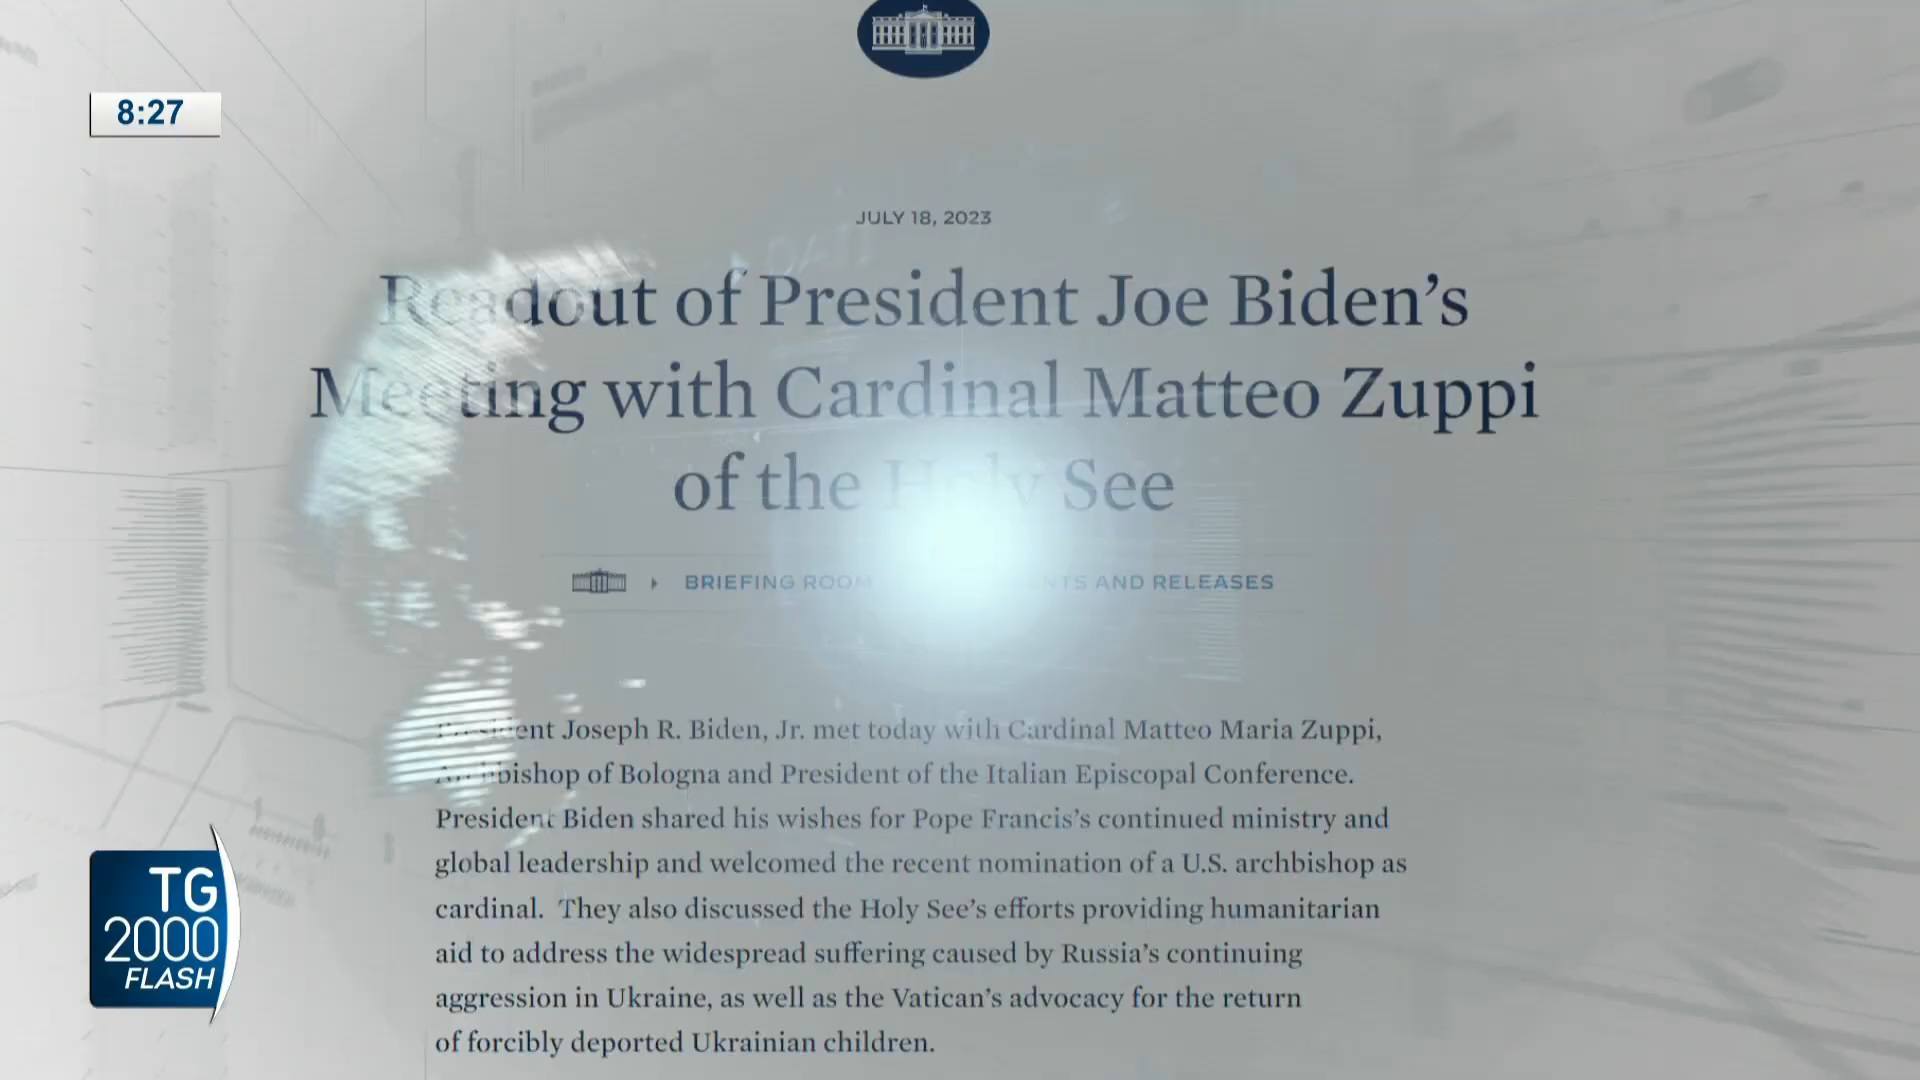 8:27
JULY 18, 2023
Readout of President Joe Biden's
Meeting with Cardinal Matteo Zuppi
of the Holy See
BRIEFING ROOM AND RELEASES
President Joseph R. Biden, Jr. met today with Cardinal Matteo Maria Zuppi,
Archbishop of Bologna and President of the Italian Episcopal Conference.
President Biden shared his wishes for Pope Francis's continued ministry and
global leadership and welcomed the recent nomination of a U.S. archbishop as
cardinal. They also discussed the Holy See's efforts providing humanitarian
aid to address the widespread suffering caused by Russia's continuing
aggression in Ukraine, as well as the Vatican's advocacy for the return
of forcibly deported Ukrainian children.
TG
2000
FLASH